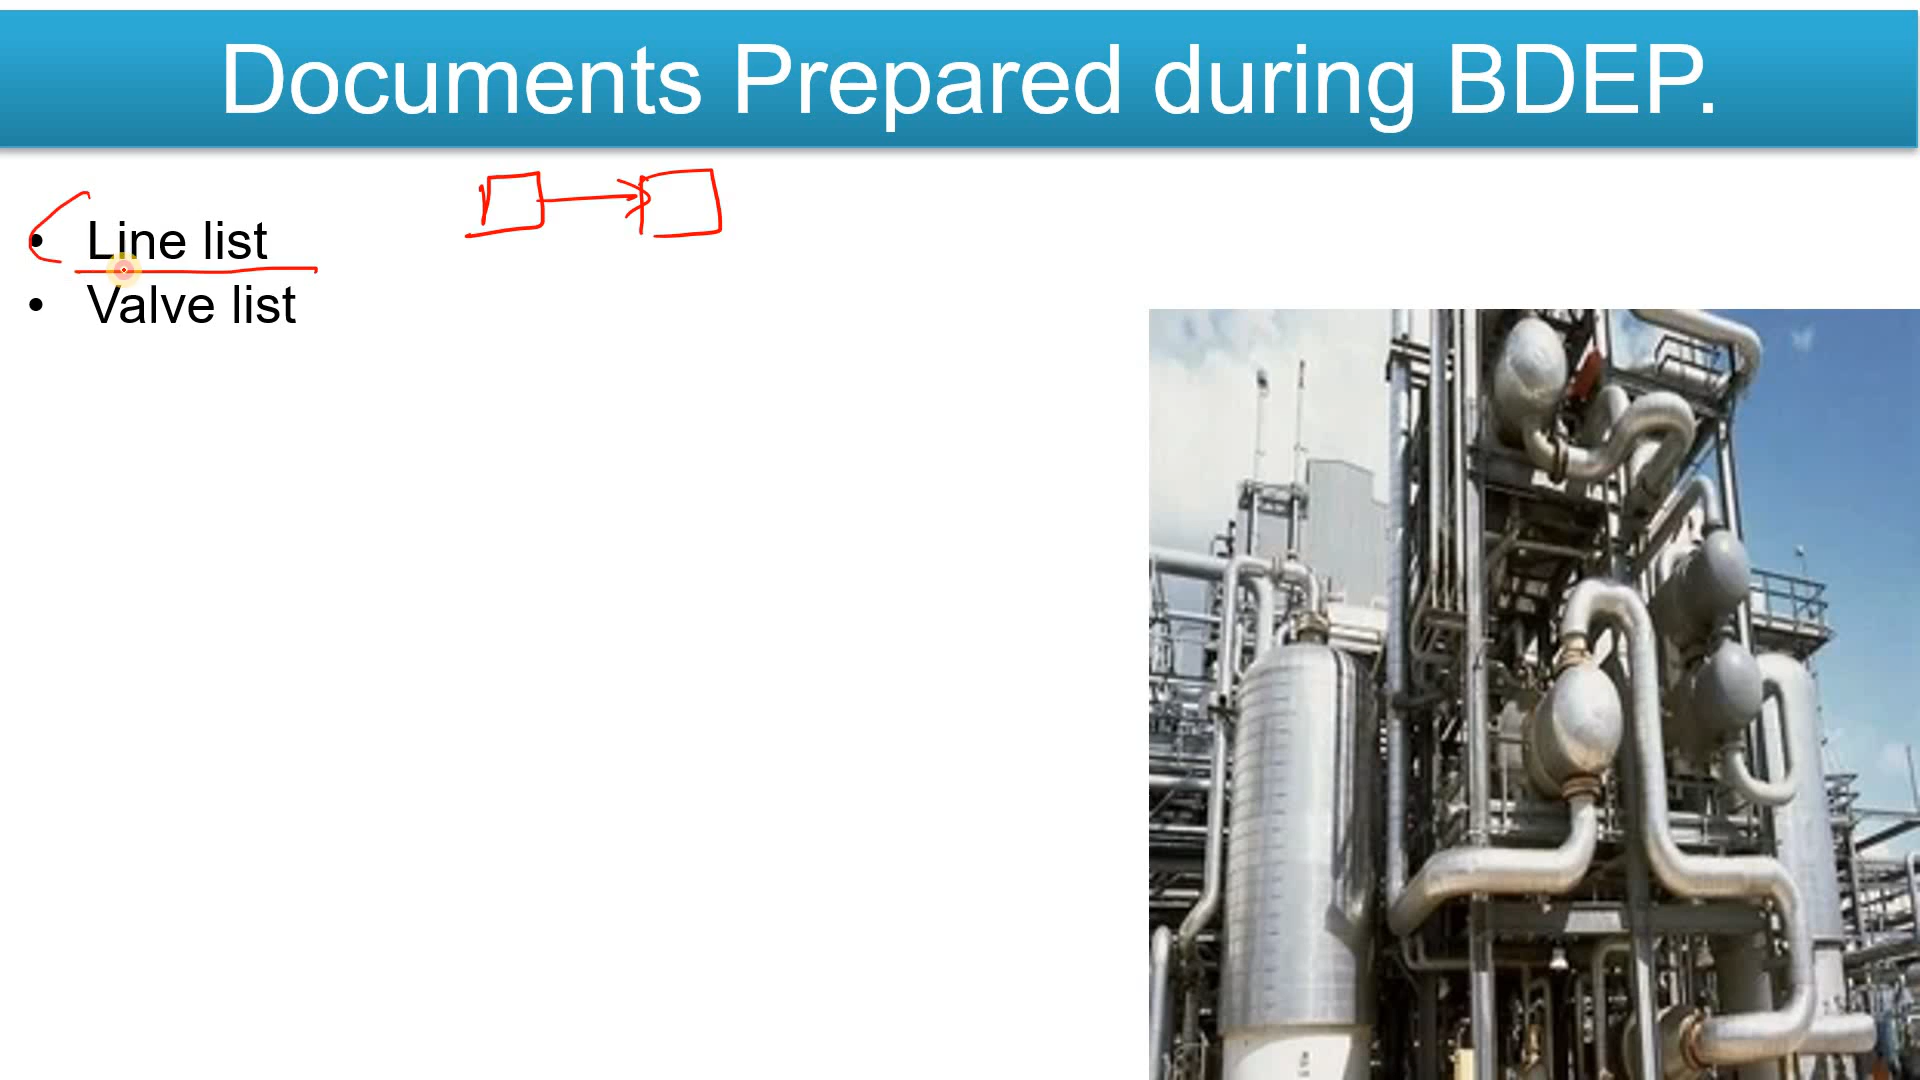 Documents Prepared during BDEP.
• Line list
• Valve list